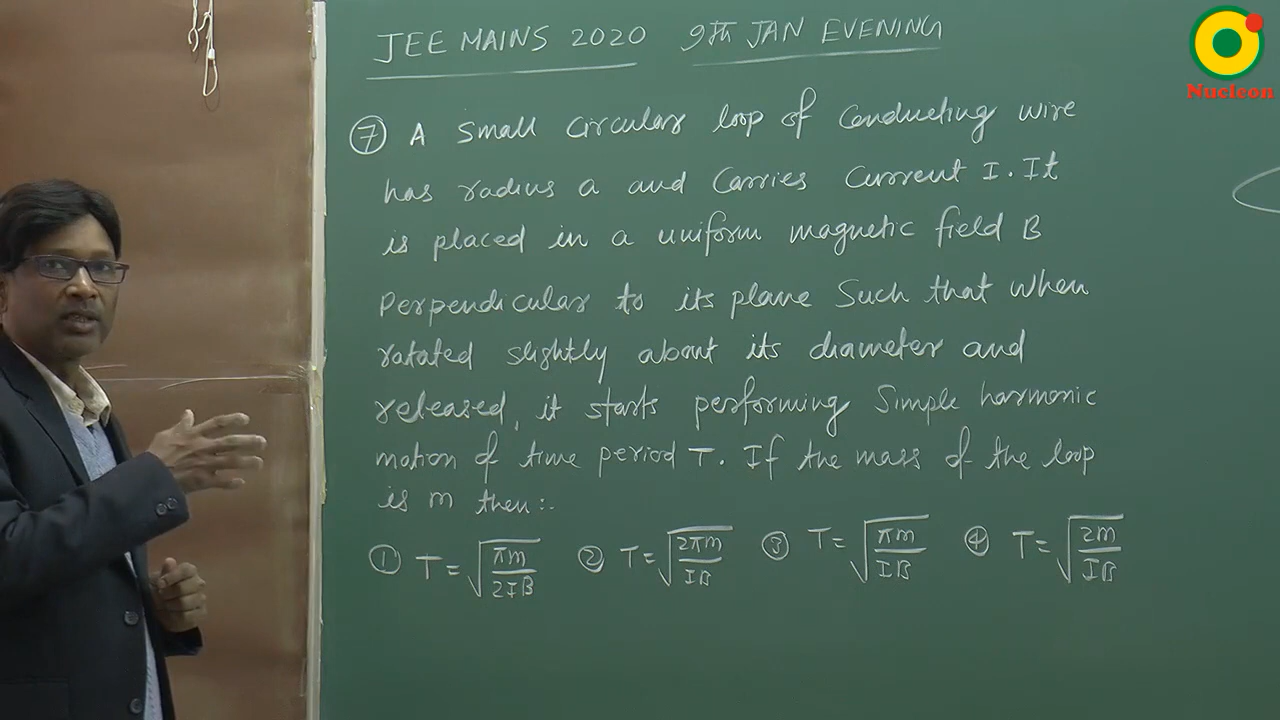 JEE MAINS 2020 9th JAN EVENING
Nucleon
⑦ A small circular loop of conducting wire
has radius a and carries current I. It
is placed in a uniform magnetic field B
perpendicular to its plane such that when
rotated slightly about its diameter and
released, it starts performing simple harmonic
motion of time period T. If the mass of the loop
is m then:-
① T = √(πm/2IB) ② T = √(2πm/IB) ③ T = √(πm/IB) ④ T = √(2m/IB)